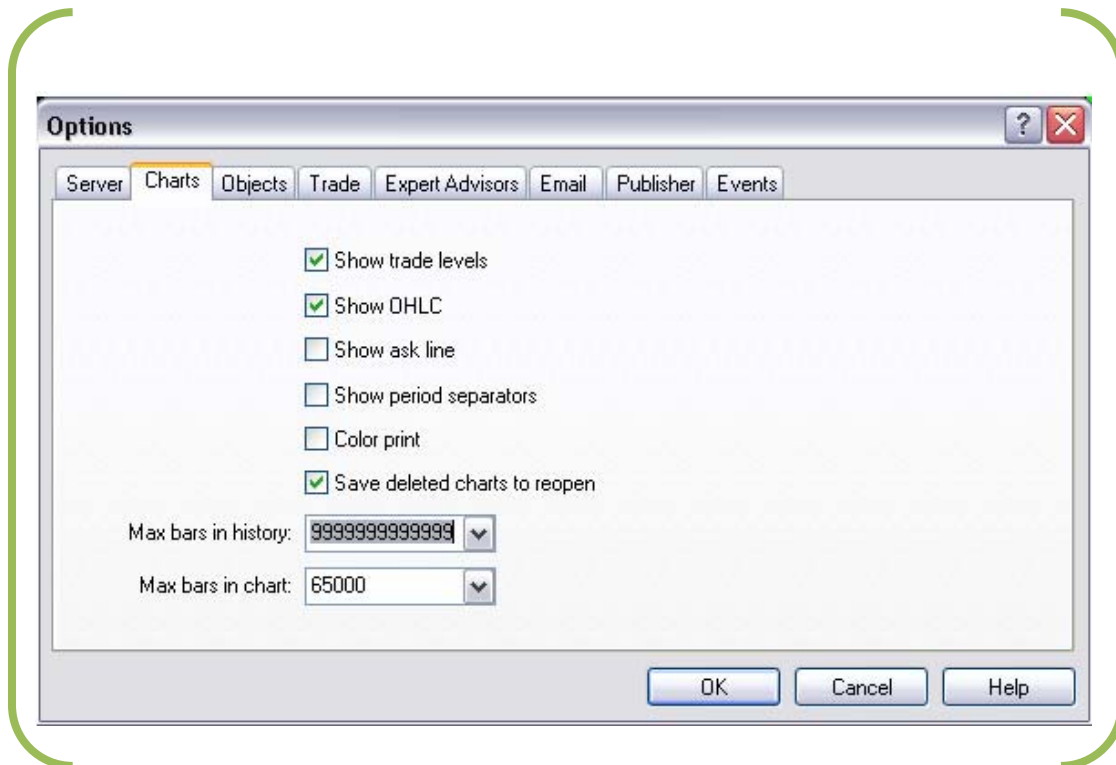 Options
Server Charts Objects Trade Expert Advisors Email Publisher Events
Show trade levels
Show OHLC
Show ask line
Show period separators
Color print
Save deleted charts to reopen
Max bars in history: 9999999999999
Max bars in chart: 65000
OK Cancel Help